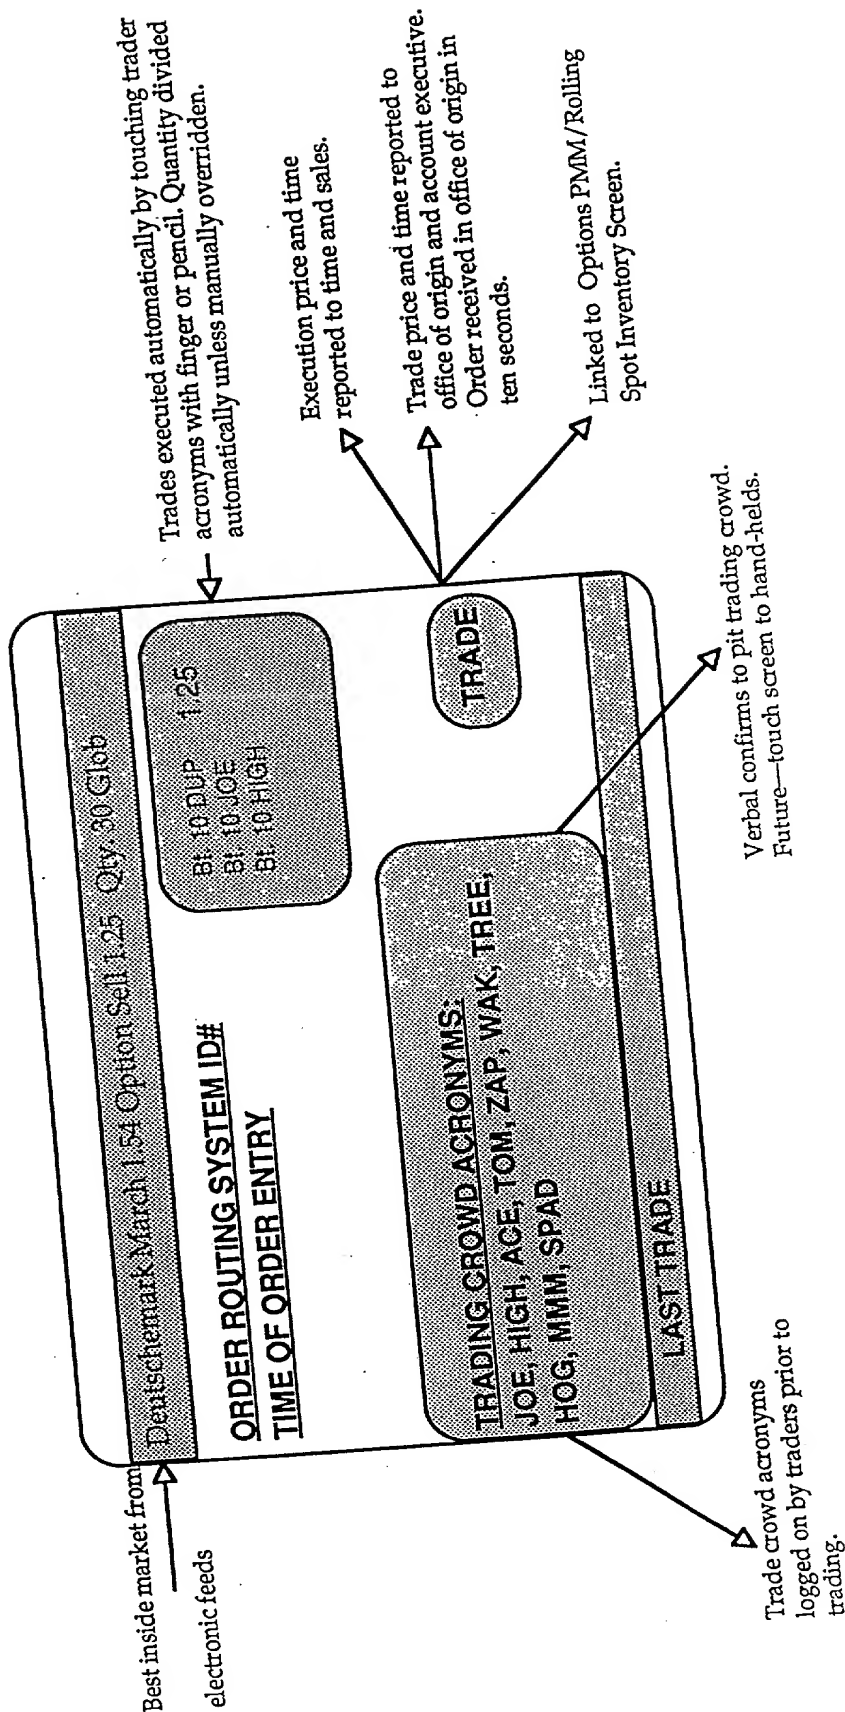 Best inside market from
electronic feeds
Deutschemark March 1.54 Option Sell 1.25 Qty. 30 Glob
ORDER ROUTING SYSTEM ID#
TIME OF ORDER ENTRY
Bt. 10 DUP 1.25
Bt. 10 JOE
Bt. 10 HIGH
Trades executed automatically by touching trader
acronyms with finger or pencil. Quantity divided
automatically unless manually overridden.
Execution price and time
reported to time and sales.
TRADE
Trade price and time reported to
office of origin and account executive.
Order received in office of origin in
ten seconds.
Linked to Options PMM/Rolling
Spot Inventory Screen.
TRADING CROWD ACRONYMS:
JOE, HIGH, ACE, TOM, ZAP, WAK, TREE,
HOG, MMM, SPAD
LAST TRADE
Trade crowd acronyms
logged on by traders prior to
trading.
Verbal confirms to pit trading crowd.
Future—touch screen to hand-helds.